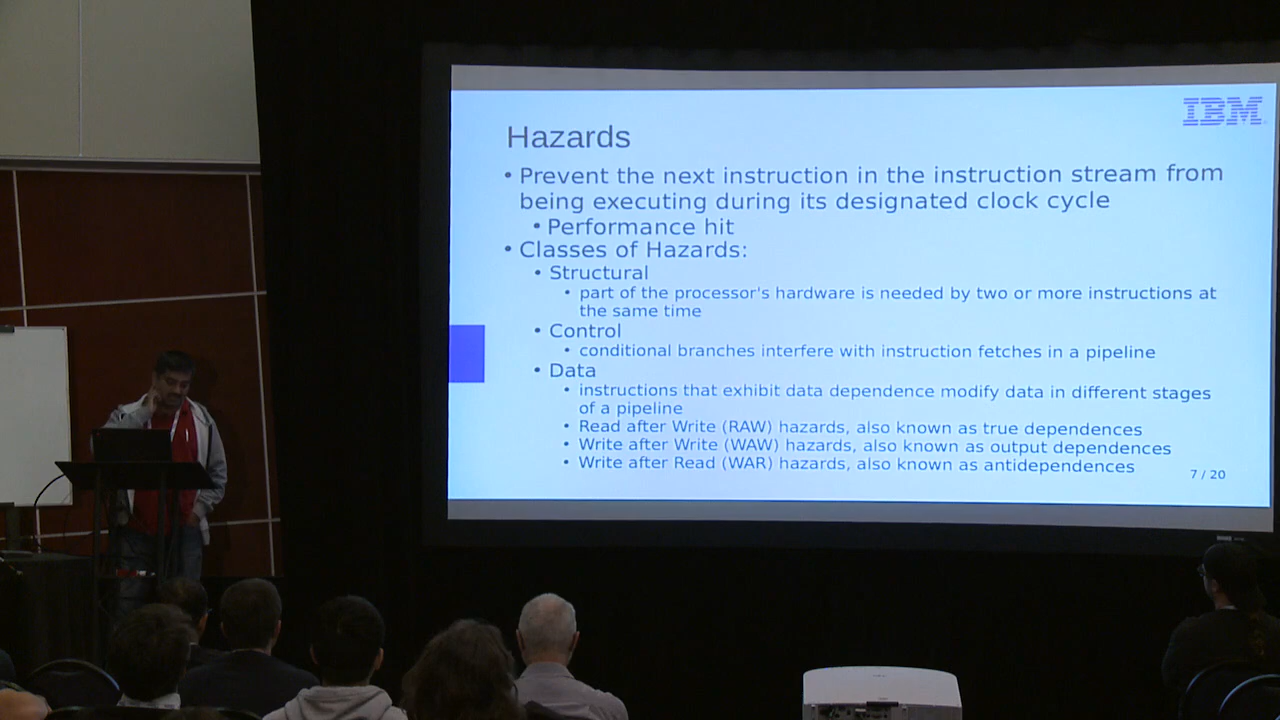 IBM
Hazards
• Prevent the next instruction in the instruction stream from
being executing during its designated clock cycle
• Performance hit
• Classes of Hazards:
• Structural
• part of the processor's hardware is needed by two or more instructions at
the same time
• Control
• conditional branches interfere with instruction fetches in a pipeline
• Data
• instructions that exhibit data dependence modify data in different stages
of a pipeline
• Read after Write (RAW) hazards, also known as true dependences
• Write after Write (WAW) hazards, also known as output dependences
• Write after Read (WAR) hazards, also known as antidependences
7 / 20